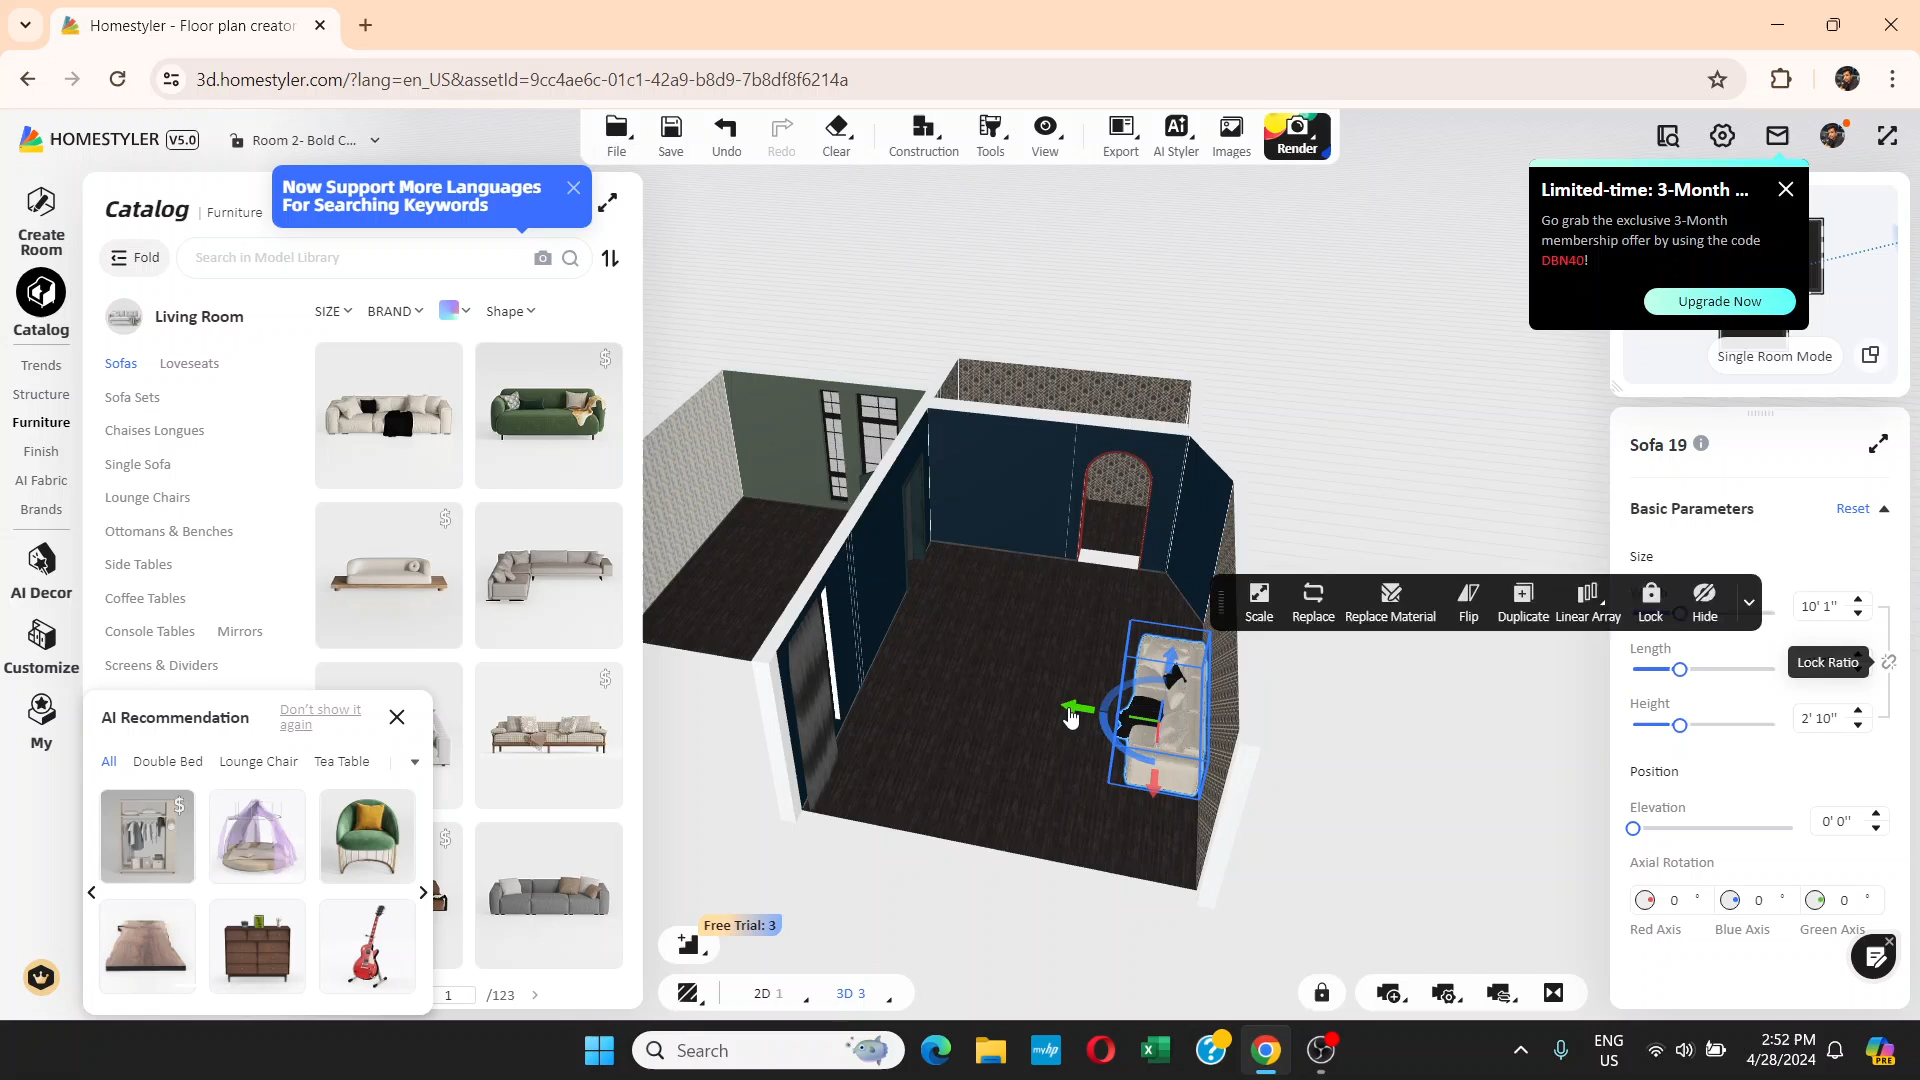 Homestyler - Floor plan creator
3d.homestyler.com/?lang=en_US&assetId=9cc4ae6c-01c1-42a9-b8d9-7b8df8f6214a
HOMESTYLER V5.0
Room 2- Bold C...
File
Save
Undo
Redo
Clear
Construction
Tools
View
Export
AI Styler
Images
Render
Create
Room
Catalog
Trends
Structure
Furniture
Finish
AI Fabric
Brands
AI Decor
Customize
My
Catalog
Furniture
Now Support More Languages
For Searching Keywords
Fold
Search in Model Library
Living Room
SIZE
BRAND
Shape
Sofas
Loveseats
Sofa Sets
Chaises Longues
Single Sofa
Lounge Chairs
Ottomans & Benches
Side Tables
Coffee Tables
Console Tables
Mirrors
Screens & Dividers
$
$
$
$
AI Recommendation
Don't show it
again
All
Double Bed
Lounge Chair
Tea Table
$
1
/123
Free Trial: 3
2D 1
3D 3
Scale
Replace
Replace Material
Flip
Duplicate
Linear Array
Lock
Hide
Limited-time: 3-Month ...
Go grab the exclusive 3-Month
membership offer by using the code
DBN40!
Upgrade Now
Single Room Mode
Sofa 19
Basic Parameters
Reset
Size
10' 1"
Length
Lock Ratio
Height
2' 10"
Position
Elevation
0' 0"
Axial Rotation
0 °
0 °
0 °
Red Axis
Blue Axis
Green Axis
Search
myhp
ENG
US
2:52 PM
4/28/2024
PRE